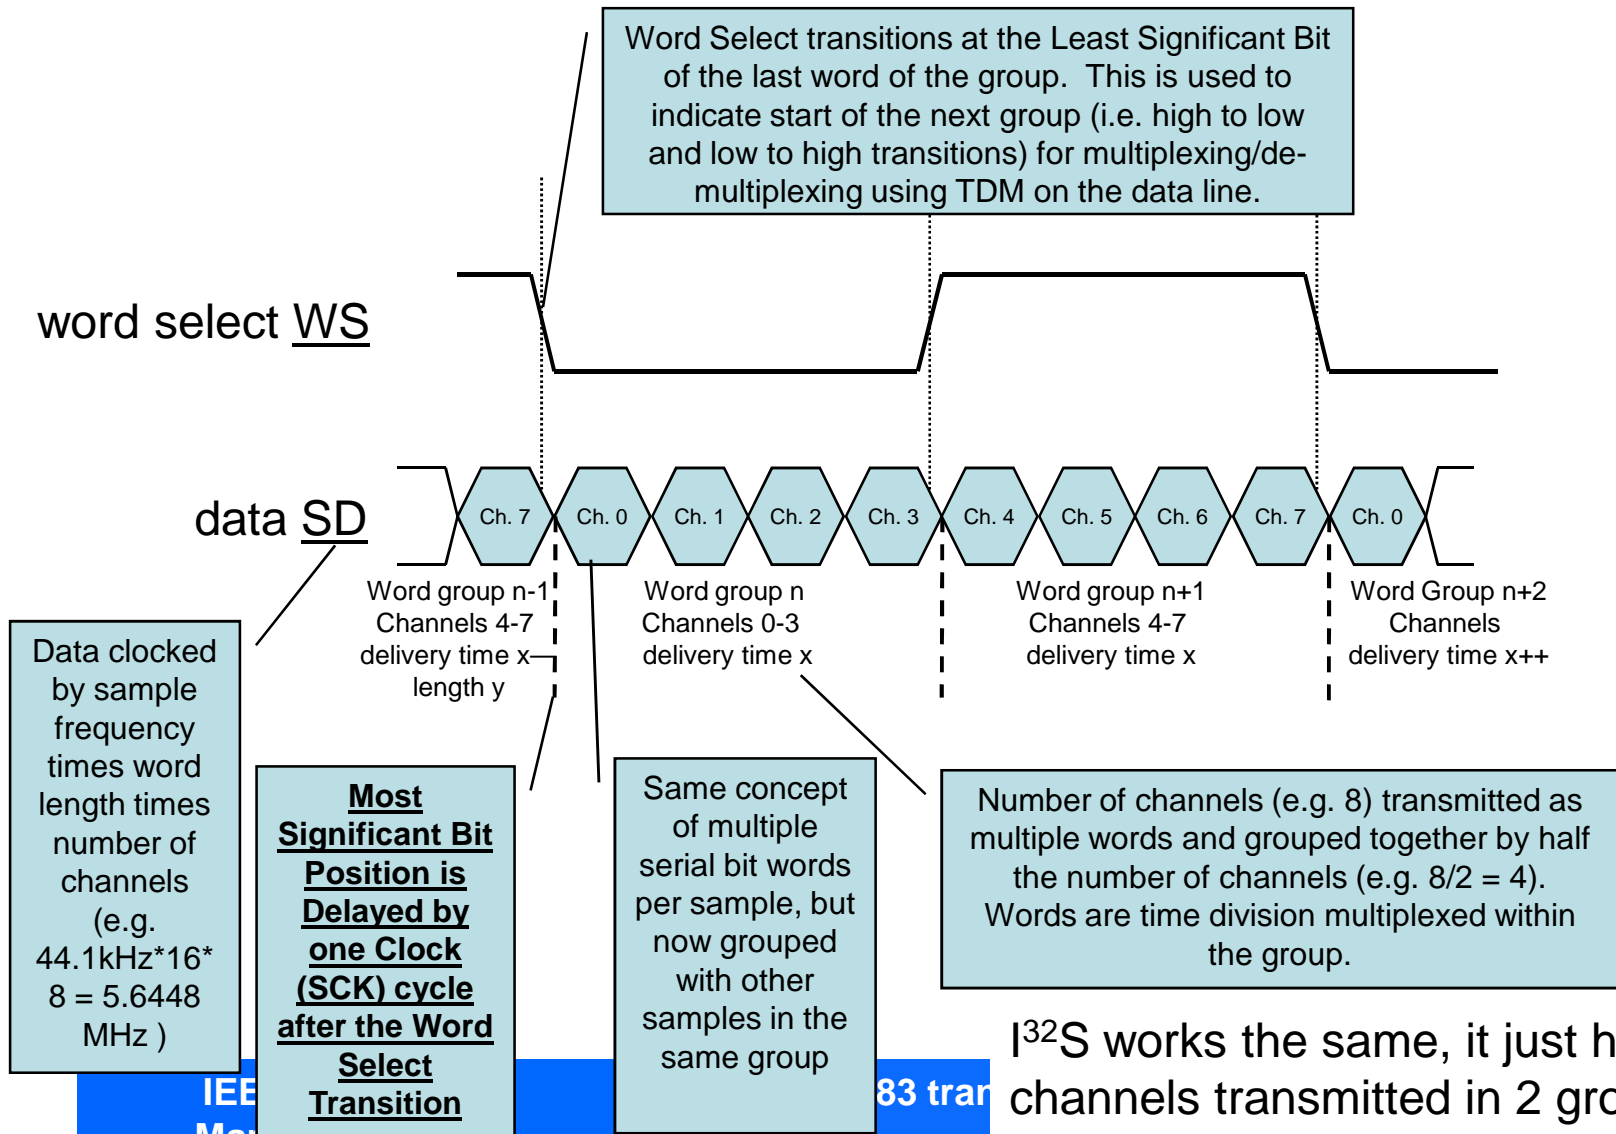 Word Select transitions at the Least Significant Bit
of the last word of the group. This is used to
indicate start of the next group (i.e. high to low
and low to high transitions) for multiplexing/de-
multiplexing using TDM on the data line.
word select WS
data SD
Ch. 7 Ch. 0 Ch. 1 Ch. 2 Ch. 3 Ch. 4 Ch. 5 Ch. 6 Ch. 7 Ch. 0
Word group n-1
Channels 4-7
delivery time x
length y
Word group n
Channels 0-3
delivery time x
Word group n+1
Channels 4-7
delivery time x
Word Group n+2
Channels
delivery time x++
Data clocked
by sample
frequency
times word
length times
number of
channels
(e.g.
44.1kHz*16*
8 = 5.6448
MHz )
Most
Significant Bit
Position is
Delayed by
one Clock
(SCK) cycle
after the Word
Select
Transition
Same concept
of multiple
serial bit words
per sample, but
now grouped
with other
samples in the
same group
Number of channels (e.g. 8) transmitted as
multiple words and grouped together by half
the number of channels (e.g. 8/2 = 4).
Words are time division multiplexed within
the group.
I32S works the same, it just
channels transmitted in 2
83